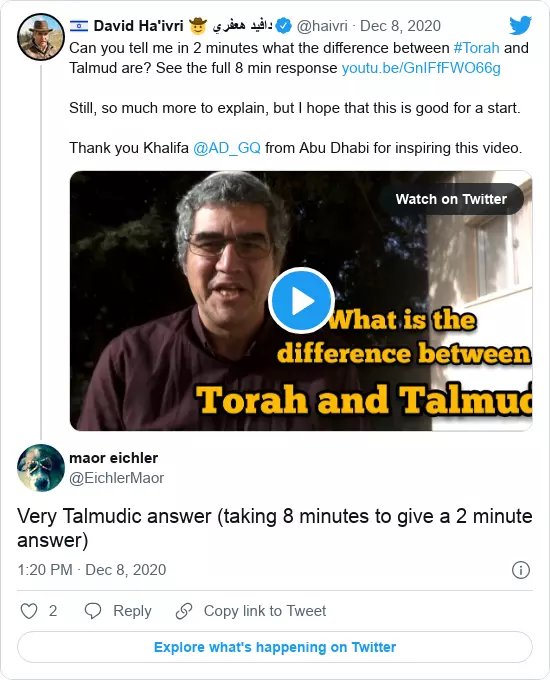 David Ha'ivri دافيد هعفري @haivri · Dec 8, 2020
Can you tell me in 2 minutes what the difference between #Torah and
Talmud are? See the full 8 min response youtu.be/GnIFfFWO66g
Still, so much more to explain, but I hope that this is good for a start.
Thank you Khalifa @AD_GQ from Abu Dhabi for inspiring this video.
Watch on Twitter
What is the
difference between
Torah and Talmud
maor eichler
@EichlerMaor
Very Talmudic answer (taking 8 minutes to give a 2 minute
answer)
1:20 PM · Dec 8, 2020
2 Reply Copy link to Tweet
Explore what's happening on Twitter